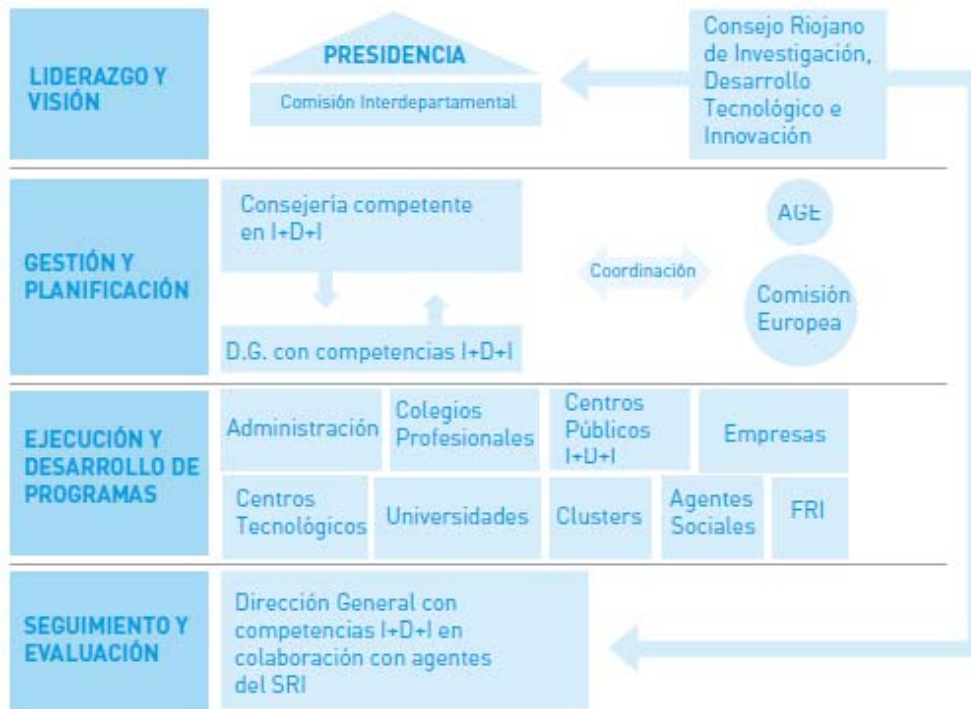 LIDERAZGO Y
VISIÓN
PRESIDENCIA
Comisión Interdepartamental
Consejo Riojano
de Investigación,
Desarrollo
Tecnológico e
Innovación
GESTIÓN Y
PLANIFICACIÓN
Consejería competente
en I+D+I
D.G. con competencias I+D+I
Coordinación
AGE
Comisión
Europea
EJECUCIÓN Y
DESARROLLO DE
PROGRAMAS
Administración
Colegios
Profesionales
Centros
Públicos
I+D+I
Empresas
Centros
Tecnológicos
Universidades
Clusters
Agentes
Sociales
FRI
SEGUIMIENTO Y
EVALUACIÓN
Dirección General con
competencias I+D+I en
colaboración con agentes
del SRI